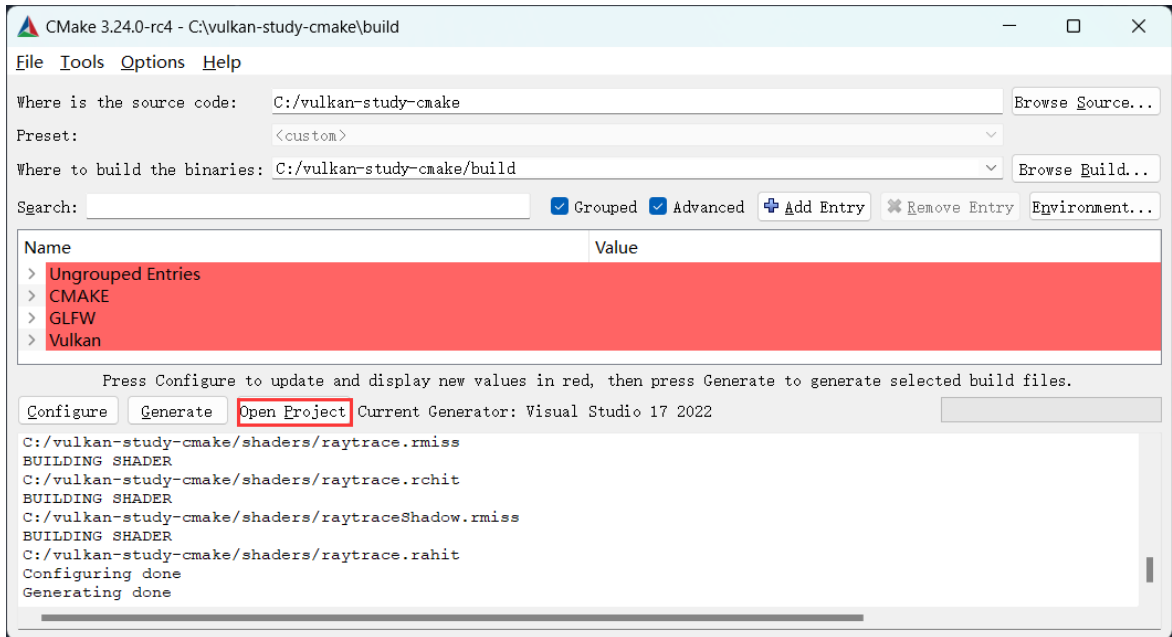 CMake 3.24.0-rc4 - C:\vulkan-study-cmake\build
File Tools Options Help
Where is the source code: C:/vulkan-study-cmake Browse Source...
Preset: <custom>
Where to build the binaries: C:/vulkan-study-cmake/build Browse Build...
Search: Grouped Advanced Add Entry Remove Entry Environment...
Name Value
Ungrouped Entries
CMAKE
GLFW
Vulkan
Press Configure to update and display new values in red, then press Generate to generate selected build files.
Configure Generate Open Project Current Generator: Visual Studio 17 2022
C:/vulkan-study-cmake/shaders/raytrace.rmiss
BUILDING SHADER
C:/vulkan-study-cmake/shaders/raytrace.rchit
BUILDING SHADER
C:/vulkan-study-cmake/shaders/raytraceShadow.rmiss
BUILDING SHADER
C:/vulkan-study-cmake/shaders/raytrace.rahit
Configuring done
Generating done